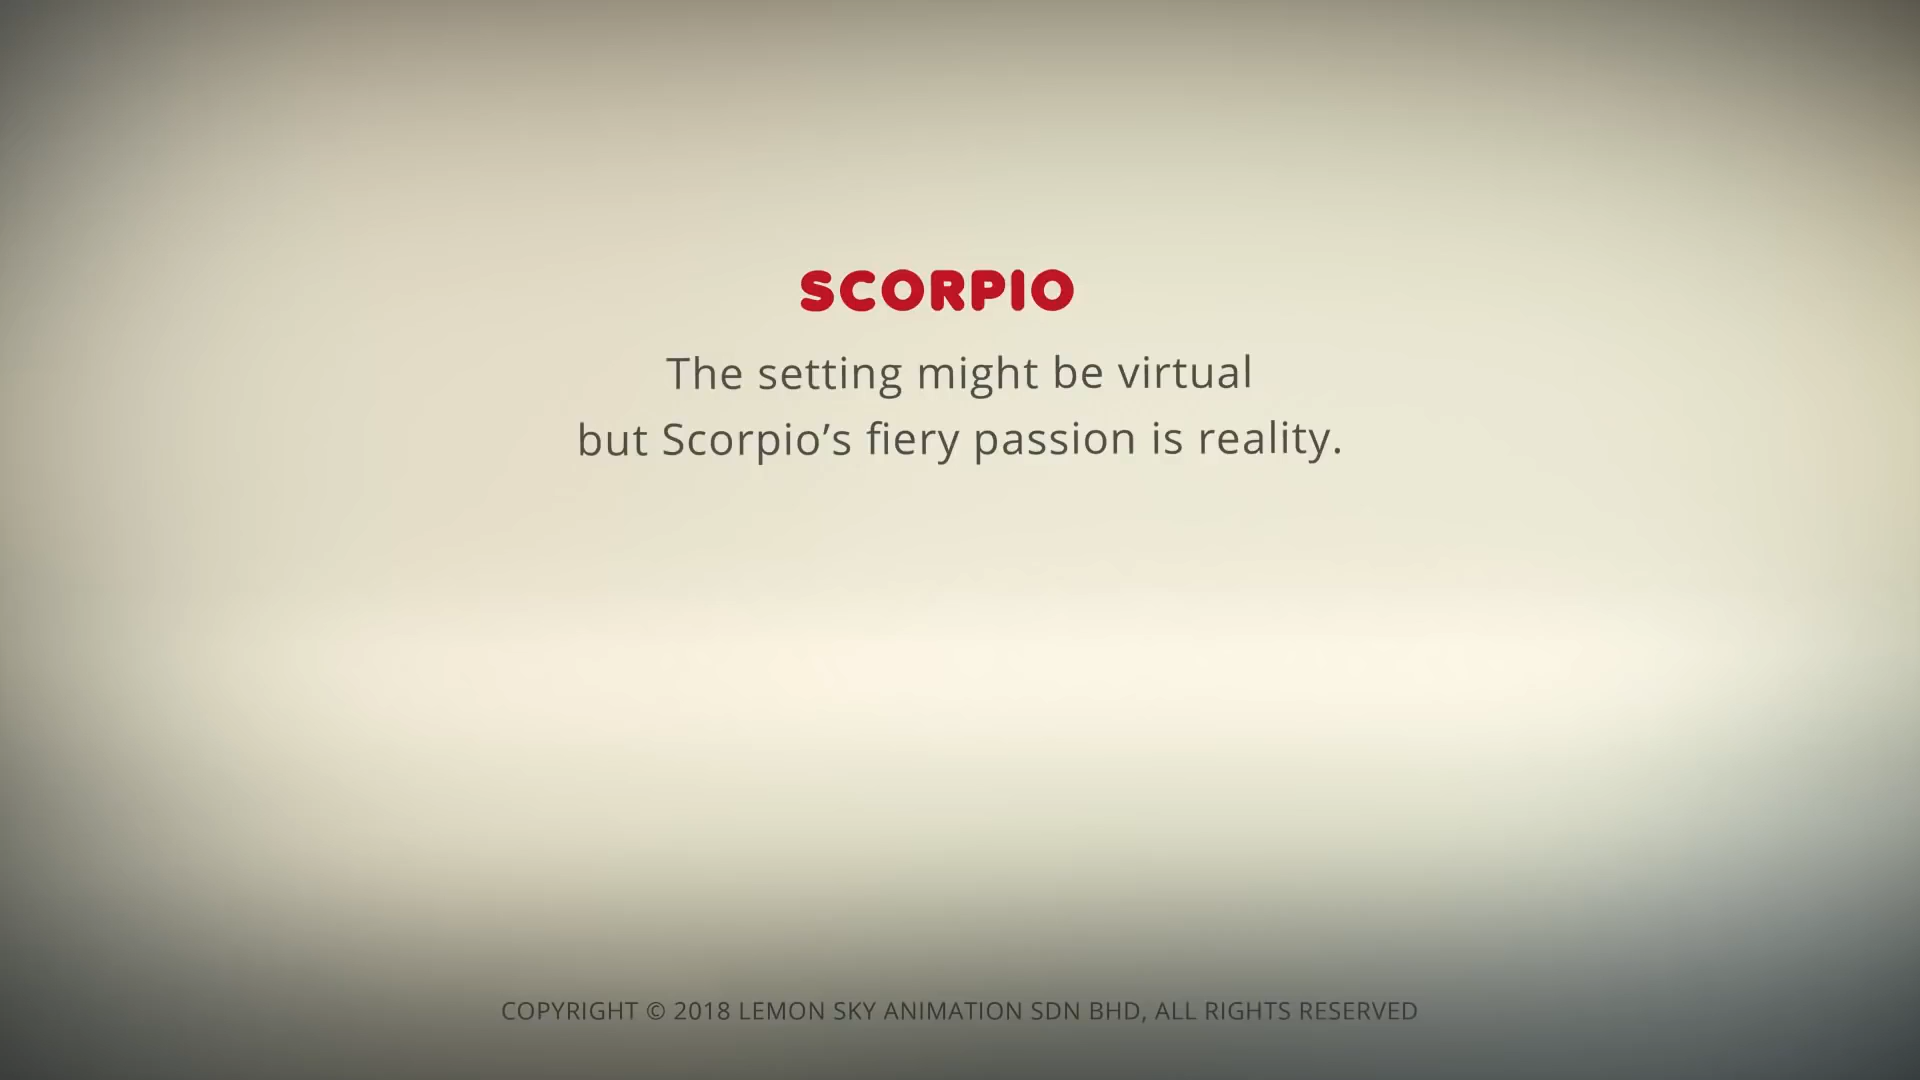 SCORPIO
The setting might be virtual
but Scorpio’s fiery passion is reality.
COPYRIGHT © 2018 LEMON SKY ANIMATION SDN BHD, ALL RIGHTS RESERVED